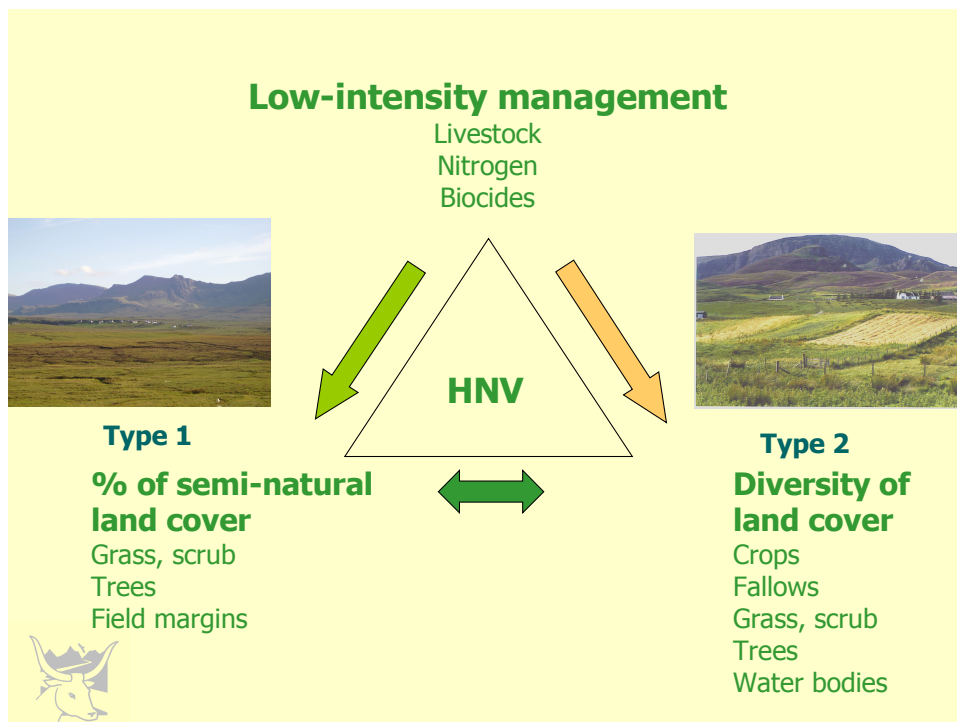 Low-intensity management
Livestock
Nitrogen
Biocides
HNV
Type 1
% of semi-natural
land cover
Grass, scrub
Trees
Field margins
Type 2
Diversity of
land cover
Crops
Fallows
Grass, scrub
Trees
Water bodies